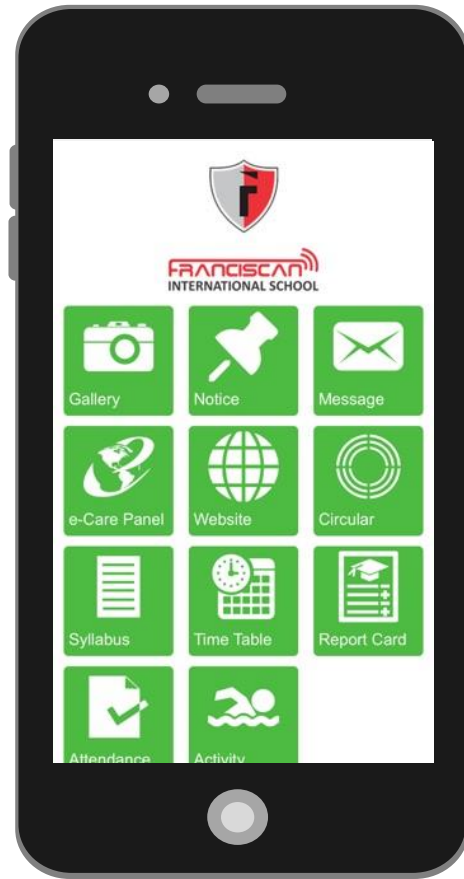 FRANCISCAN
INTERNATIONAL SCHOOL
Gallery Notice Message
e-Care Panel Website Circular
Syllabus Time Table Report Card
Attendance Activity